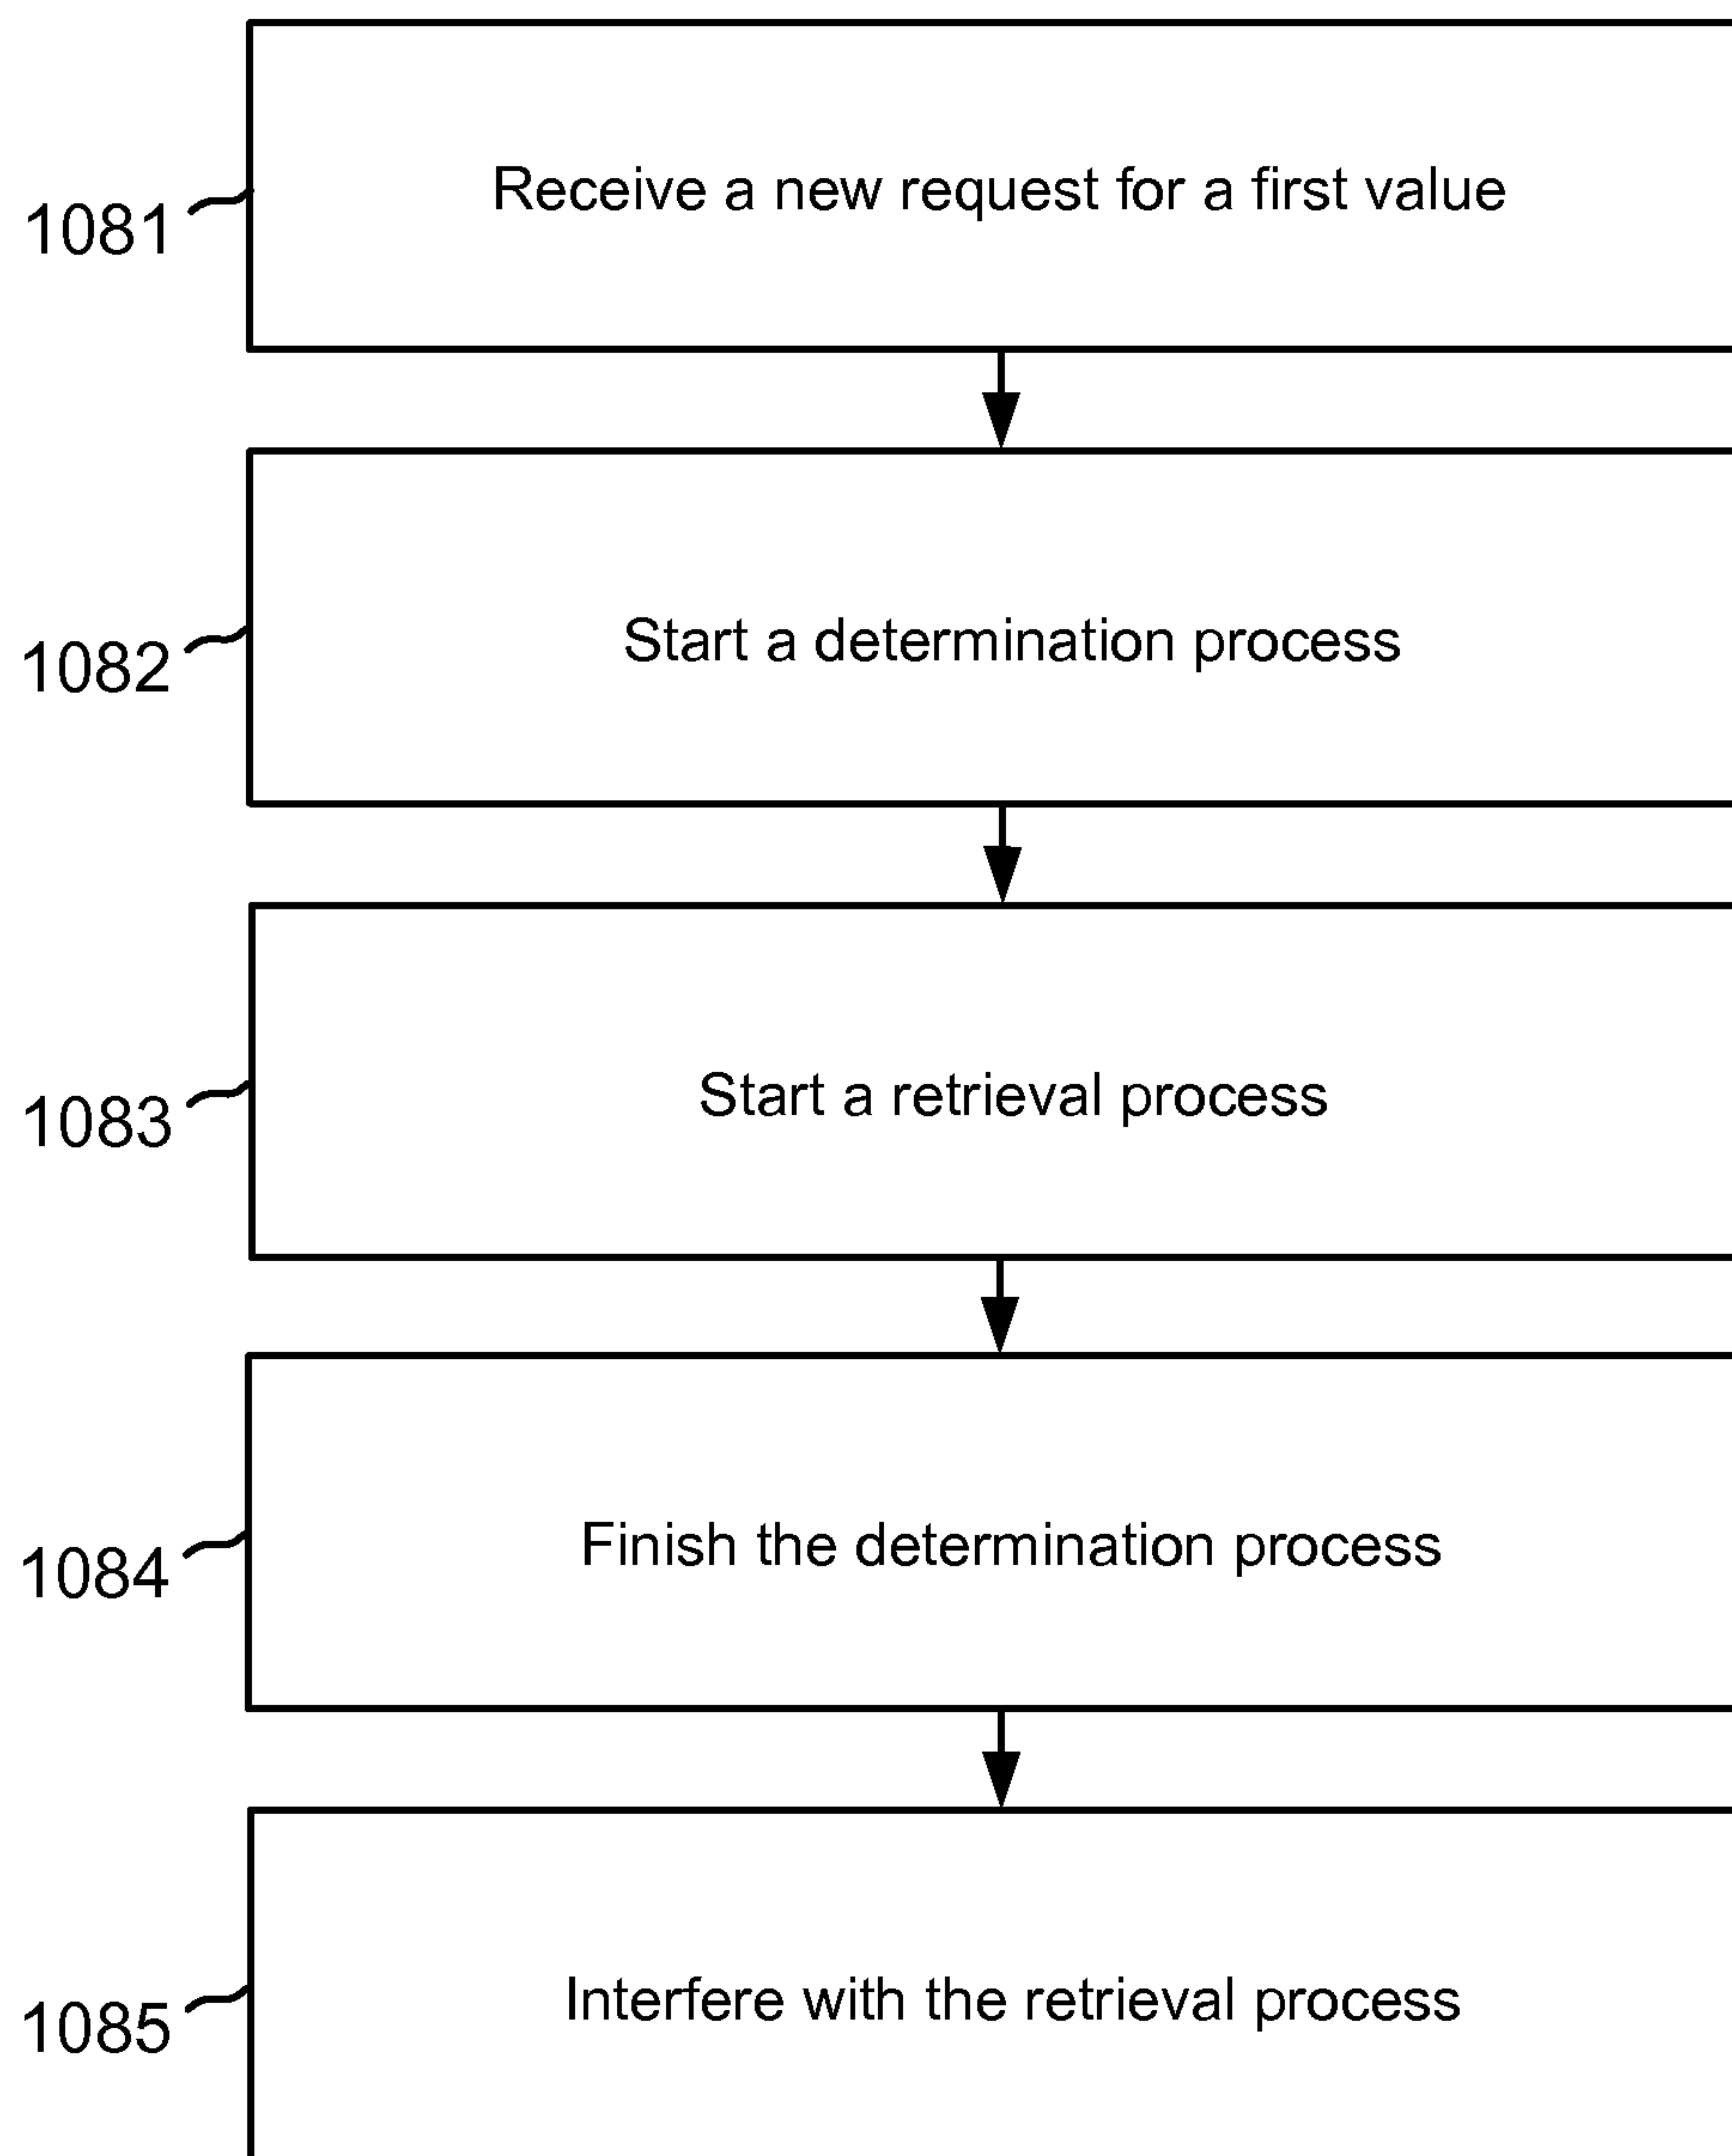 Receive a new request for a first value
1081
Start a determination process
1082
Start a retrieval process
1083
Finish the determination process
1084
Interfere with the retrieval process
1085